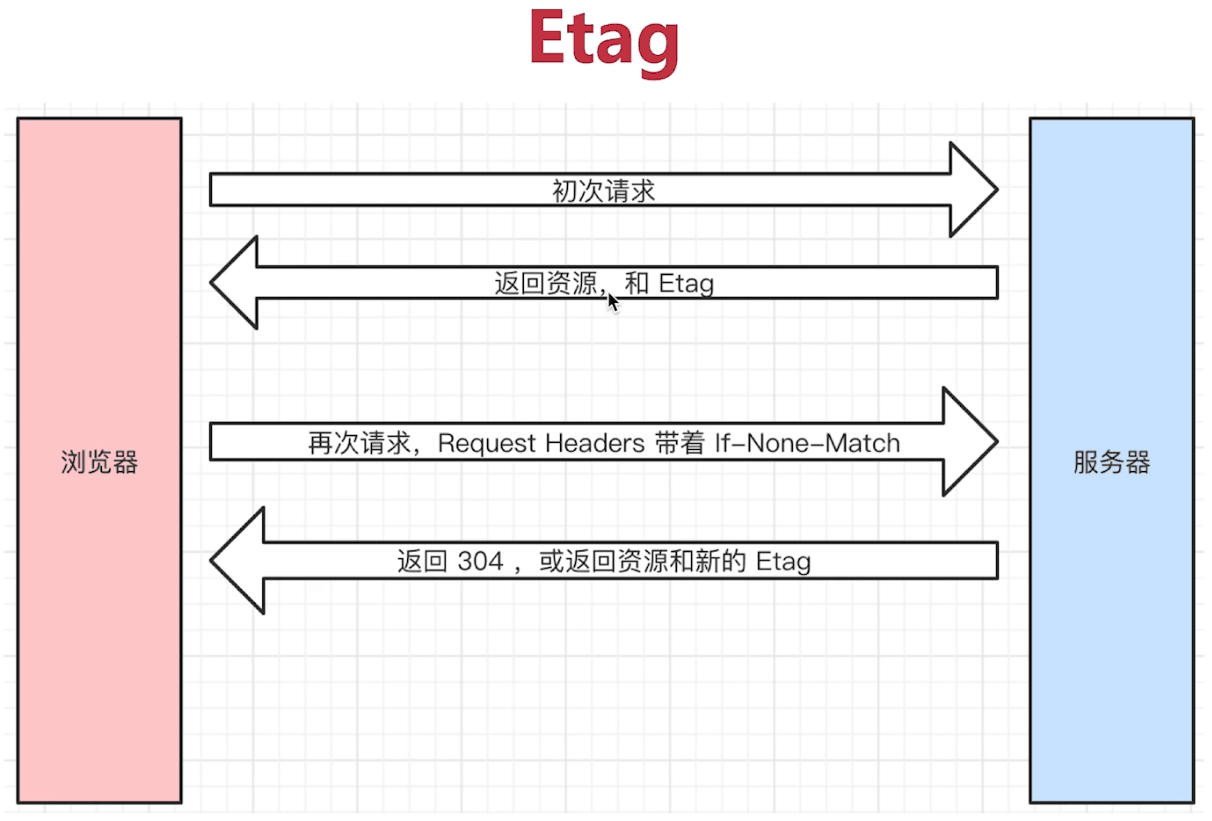 Etag
初次请求
返回资源，和 Etag
再次请求，Request Headers 带着 If-None-Match
浏览器
服务器
返回 304 ，或返回资源和新的 Etag